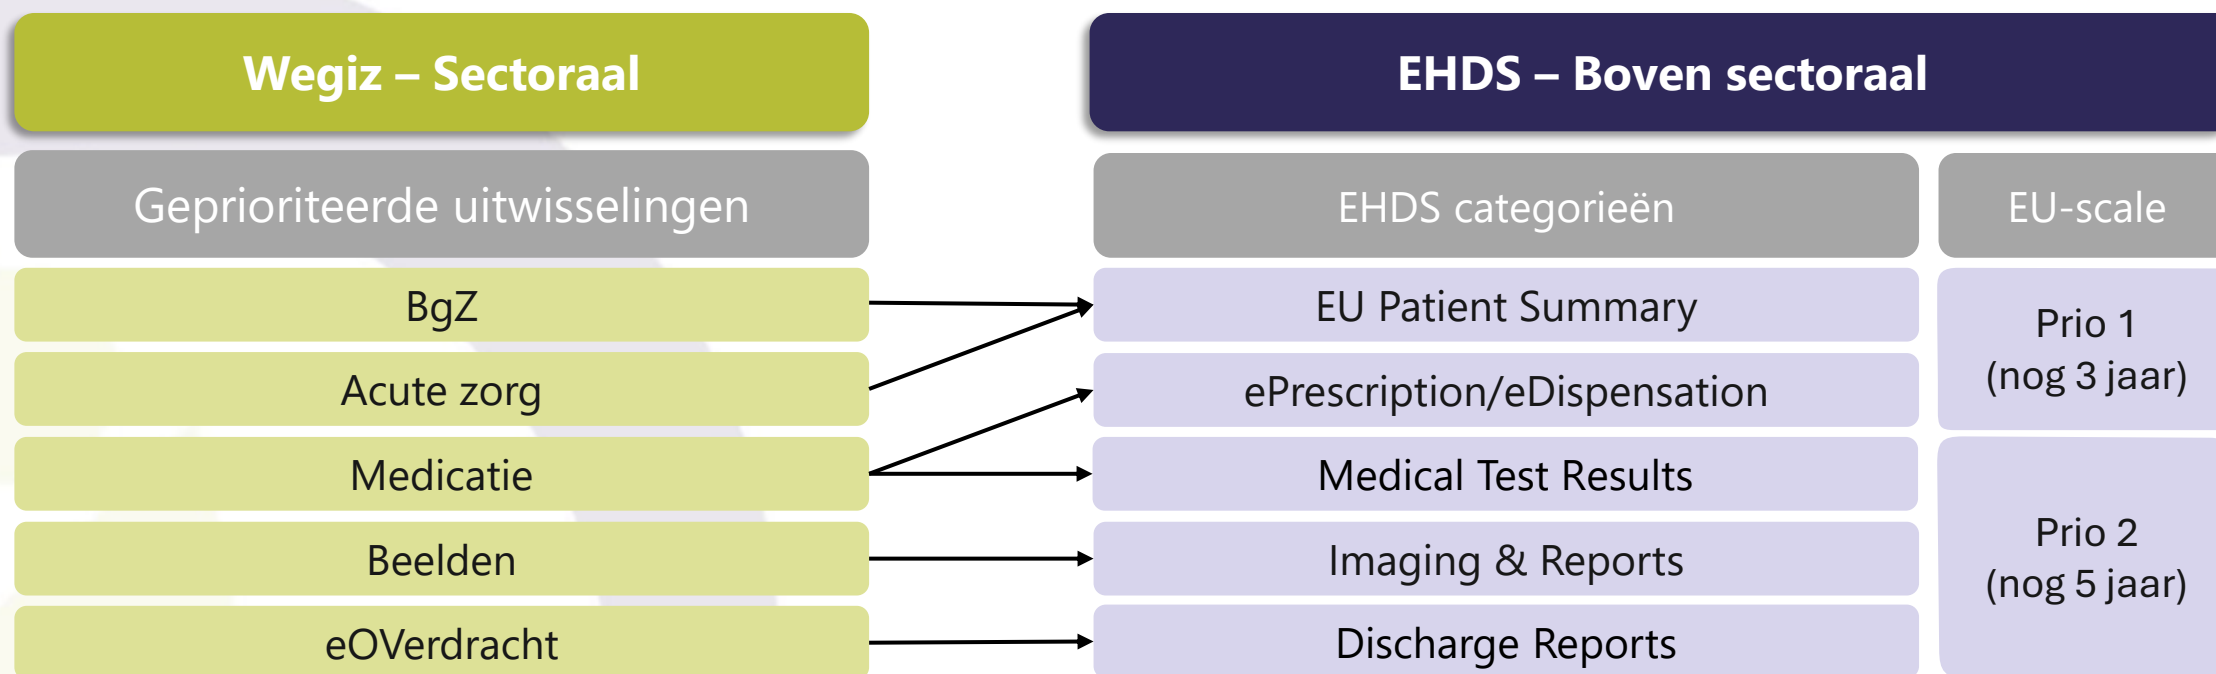 Wegiz – Sectoraal
EHDS – Boven sectoraal
Geprioriteerde uitwisselingen
EHDS categorieën
EU-scale
BgZ
EU Patient Summary
Prio 1
(nog 3 jaar)
Acute zorg
ePrescription/eDispensation
Medicatie
Medical Test Results
Prio 2
(nog 5 jaar)
Beelden
Imaging & Reports
eOVerdracht
Discharge Reports